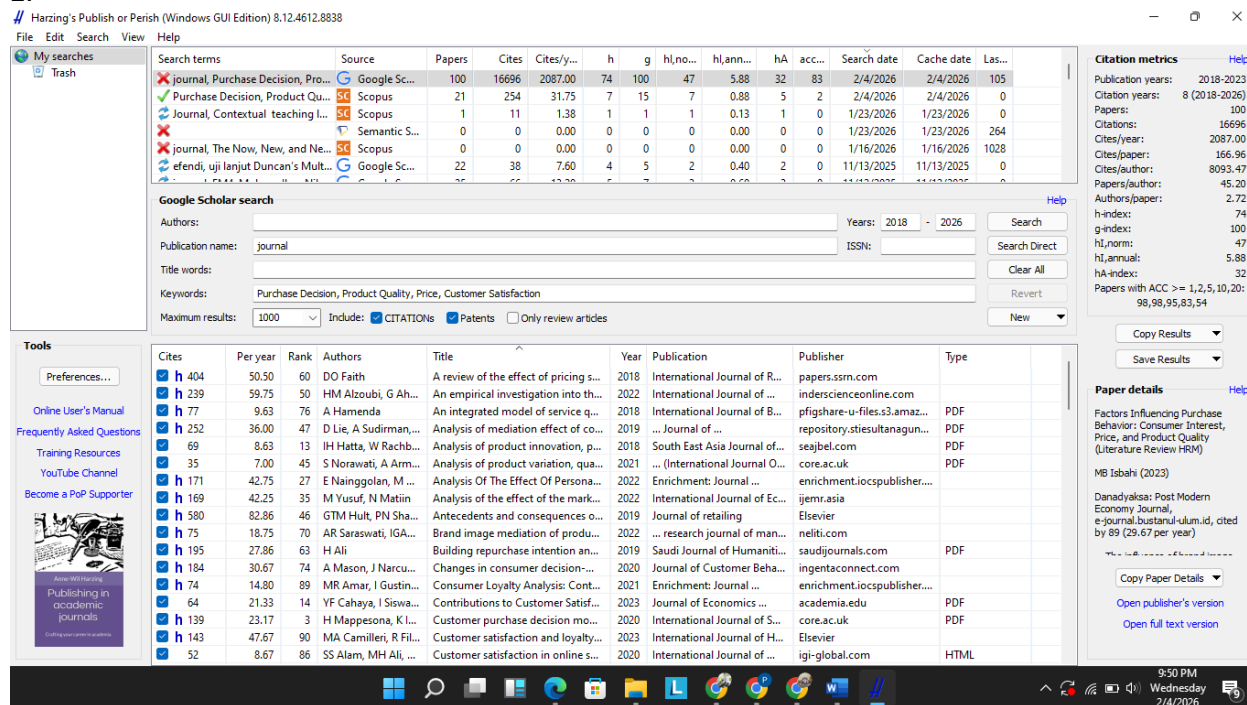 Harzing's Publish or Perish (Windows GUI Edition) 8.12.4612.8838
File Edit Search View Help
My searches
Trash
Search terms Source Papers Cites Cites/y... h g hI,no... hI,ann... hA acc... Search date Cache date Las...
journal, Purchase Decision, Pro... Google Sc... 100 16696 2087.00 74 100 47 5.88 32 83 2/4/2026 2/4/2026 105
Purchase Decision, Product Qu... SC Scopus 21 254 31.75 7 15 7 0.88 5 2 2/4/2026 2/4/2026 0
Journal, Contextual teaching l... SC Scopus 1 11 1.38 1 1 1 0.13 1 0 1/23/2026 1/23/2026 0
Semantic S... 0 0 0.00 0 0 0 0.00 0 0 1/23/2026 1/23/2026 264
journal, The Now, New, and Ne... SC Scopus 0 0 0.00 0 0 0 0.00 0 0 1/16/2026 1/16/2026 1028
efendi, uji lanjut Duncan's Mult... Google Sc... 22 38 7.60 4 5 2 0.40 2 0 11/13/2025 11/13/2025 0
Google Scholar search Help
Authors: Years: 2018 - 2026 Search
Publication name: journal ISSN: Search Direct
Title words: Clear All
Keywords: Purchase Decision, Product Quality, Price, Customer Satisfaction Revert
Maximum results: 1000 Include: CITATIONs Patents Only review articles New
Cites Per year Rank Authors Title Year Publication Publisher Type
h 404 50.50 60 DO Faith A review of the effect of pricing s... 2018 International Journal of R... papers.ssrn.com
h 239 59.75 50 HM Alzoubi, G Ah... An empirical investigation into th... 2022 International Journal of ... inderscienceonline.com
h 77 9.63 76 A Hamenda An integrated model of service q... 2018 International Journal of B... pfigshare-u-files.s3.amaz... PDF
h 252 36.00 47 D Lie, A Sudirman,... Analysis of mediation effect of co... 2019 ... Journal of ... repository.stiesultanagun... PDF
69 8.63 13 IH Hatta, W Rachb... Analysis of product innovation, p... 2018 South East Asia Journal of... seajbel.com PDF
35 7.00 45 S Norawati, A Arm... Analysis of product variation, qua... 2021 ... (International Journal O... core.ac.uk PDF
h 171 42.75 27 E Nainggolan, M ... Analysis Of The Effect Of Persona... 2022 Enrichment: Journal ... enrichment.iocspublisher....
h 169 42.25 35 M Yusuf, N Matiin Analysis of the effect of the mark... 2022 International Journal of Ec... ijemr.asia
h 580 82.86 46 GTM Hult, PN Sha... Antecedents and consequences o... 2019 Journal of retailing Elsevier
h 75 18.75 70 AR Saraswati, IGA... Brand image mediation of produ... 2022 ... research journal of man... neliti.com
h 195 27.86 63 H Ali Building repurchase intention an... 2019 Saudi Journal of Humaniti... saudijournals.com PDF
h 184 30.67 74 A Mason, J Narcu... Changes in consumer decision-... 2020 Journal of Customer Beha... ingentaconnect.com
h 74 14.80 89 MR Amar, I Gustin... Consumer Loyalty Analysis: Cont... 2021 Enrichment: Journal ... enrichment.iocspublisher....
64 21.33 14 YF Cahaya, I Siswa... Contributions to Customer Satisf... 2023 Journal of Economics ... academia.edu PDF
h 139 23.17 3 H Mappesona, K I... Customer purchase decision mo... 2020 International Journal of S... core.ac.uk PDF
h 143 47.67 90 MA Camilleri, R Fil... Customer satisfaction and loyalty... 2023 International Journal of H... Elsevier
52 8.67 86 SS Alam, MH Ali, ... Customer satisfaction in online s... 2020 International Journal of ... igi-global.com HTML
Tools
Preferences...
Online User's Manual
Frequently Asked Questions
Training Resources
YouTube Channel
Become a PoP Supporter
Anne-Wil Harzing
Publishing in
academic
journals
Citation metrics Help
Publication years: 2018-2023
Citation years: 8 (2018-2026)
Papers: 100
Citations: 16696
Cites/year: 2087.00
Cites/paper: 166.96
Cites/author: 8093.47
Papers/author: 45.20
Authors/paper: 2.72
h-index: 74
g-index: 100
hI,norm: 47
hI,annual: 5.88
hA-index: 32
Papers with ACC >= 1,2,5,10,20:
98,98,95,83,54
Copy Results
Save Results
Paper details Help
Factors Influencing Purchase
Behavior: Consumer Interest,
Price, and Product Quality
(Literature Review HRM)
MB Isbahi (2023)
Danadyaksa: Post Modern
Economy Journal,
e-journal.bustanul-ulum.id, cited
by 89 (29.67 per year)
Copy Paper Details
Open publisher's version
Open full text version
9:50 PM
Wednesday
2/4/2026
9